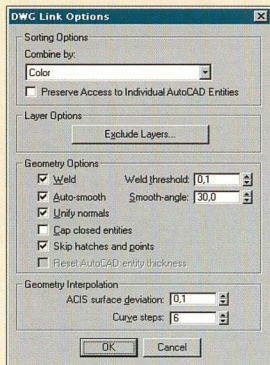 DWG Link Options
Sorting Options
Combine by:
Color
Preserve Access to Individual AutoCAD Entities
Layer Options
Exclude Layers...
Geometry Options
Weld Weld threshold: 0,1
Auto-smooth Smooth-angle: 30,0
Unify normals
Cap closed entities
Skip hatches and points
Reset AutoCAD entity thickness
Geometry Interpolation
ACIS surface deviation: 0,1
Curve steps: 6
OK Cancel